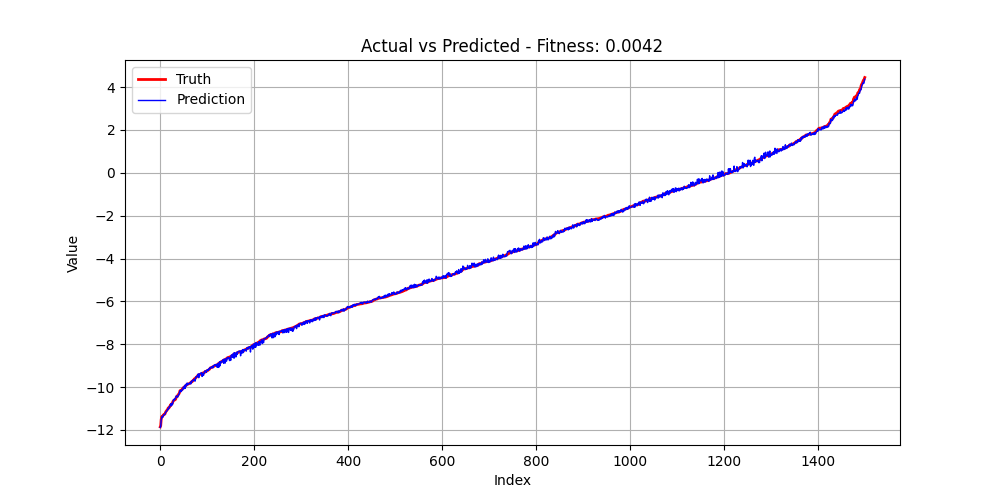 Actual vs Predicted - Fitness: 0.0042
Truth
Prediction
4
2
0
−2
−4
−6
−8
−10
−12
Value
0 200 400 600 800 1000 1200 1400
Index